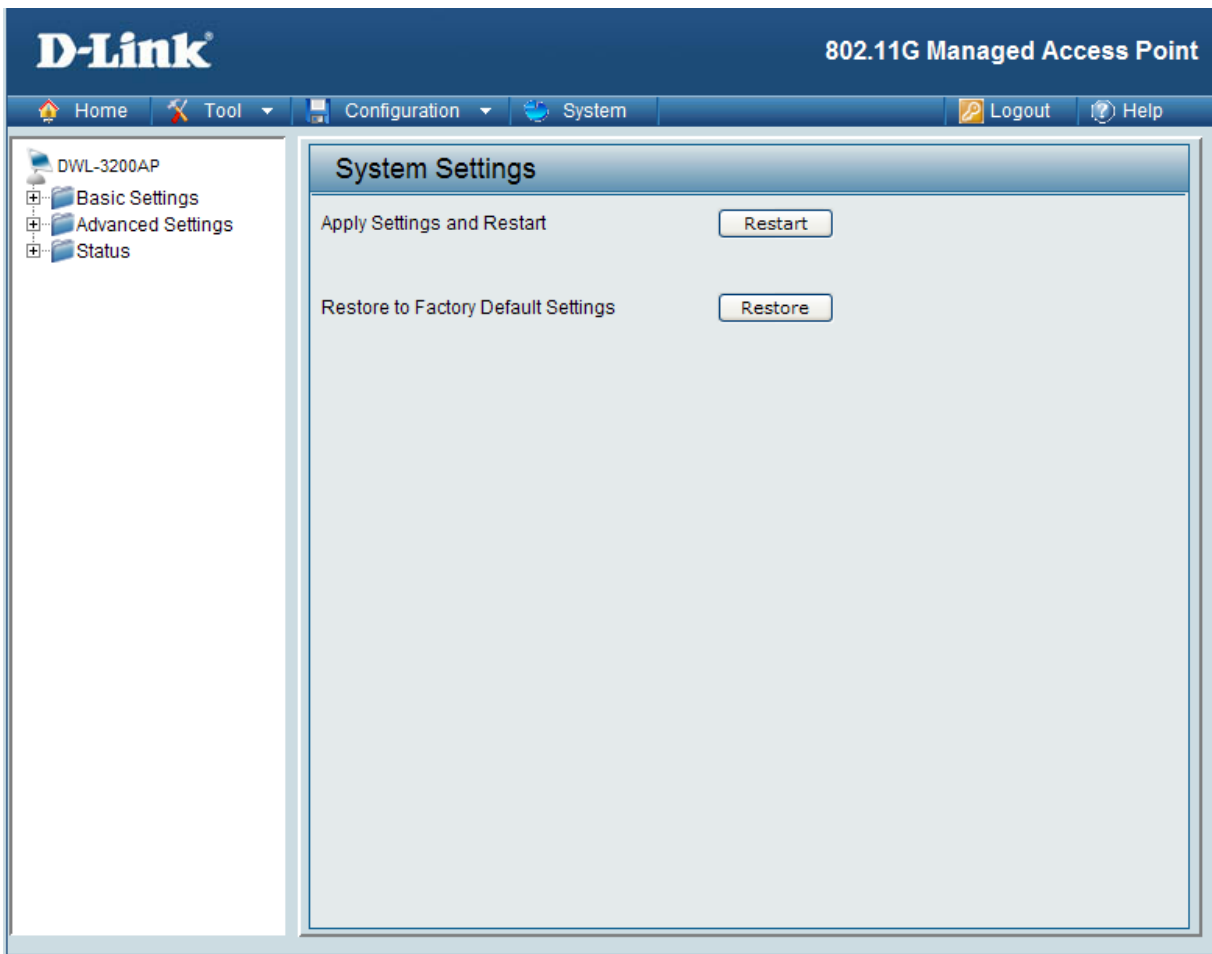 D-Link
802.11G Managed Access Point
Home Tool Configuration System Logout Help
DWL-3200AP
Basic Settings
Advanced Settings
Status
System Settings
Apply Settings and Restart Restart
Restore to Factory Default Settings Restore